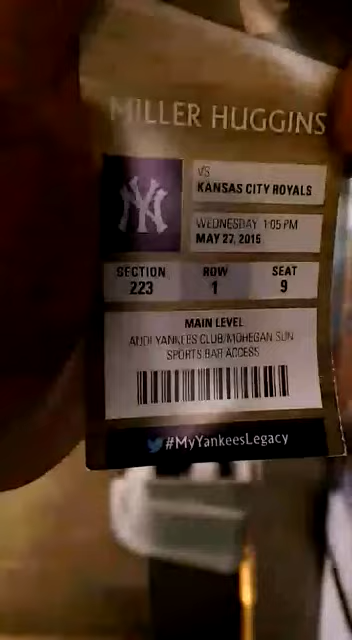 MILLER HUGGINS
NY
VS
KANSAS CITY ROYALS
WEDNESDAY 1:05 PM
MAY 27, 2015
SECTION ROW SEAT
223 1 9
MAIN LEVEL
AUDI YANKEES CLUB/MOHEGAN SUN
SPORTS BAR ACCESS
#MyYankeesLegacy